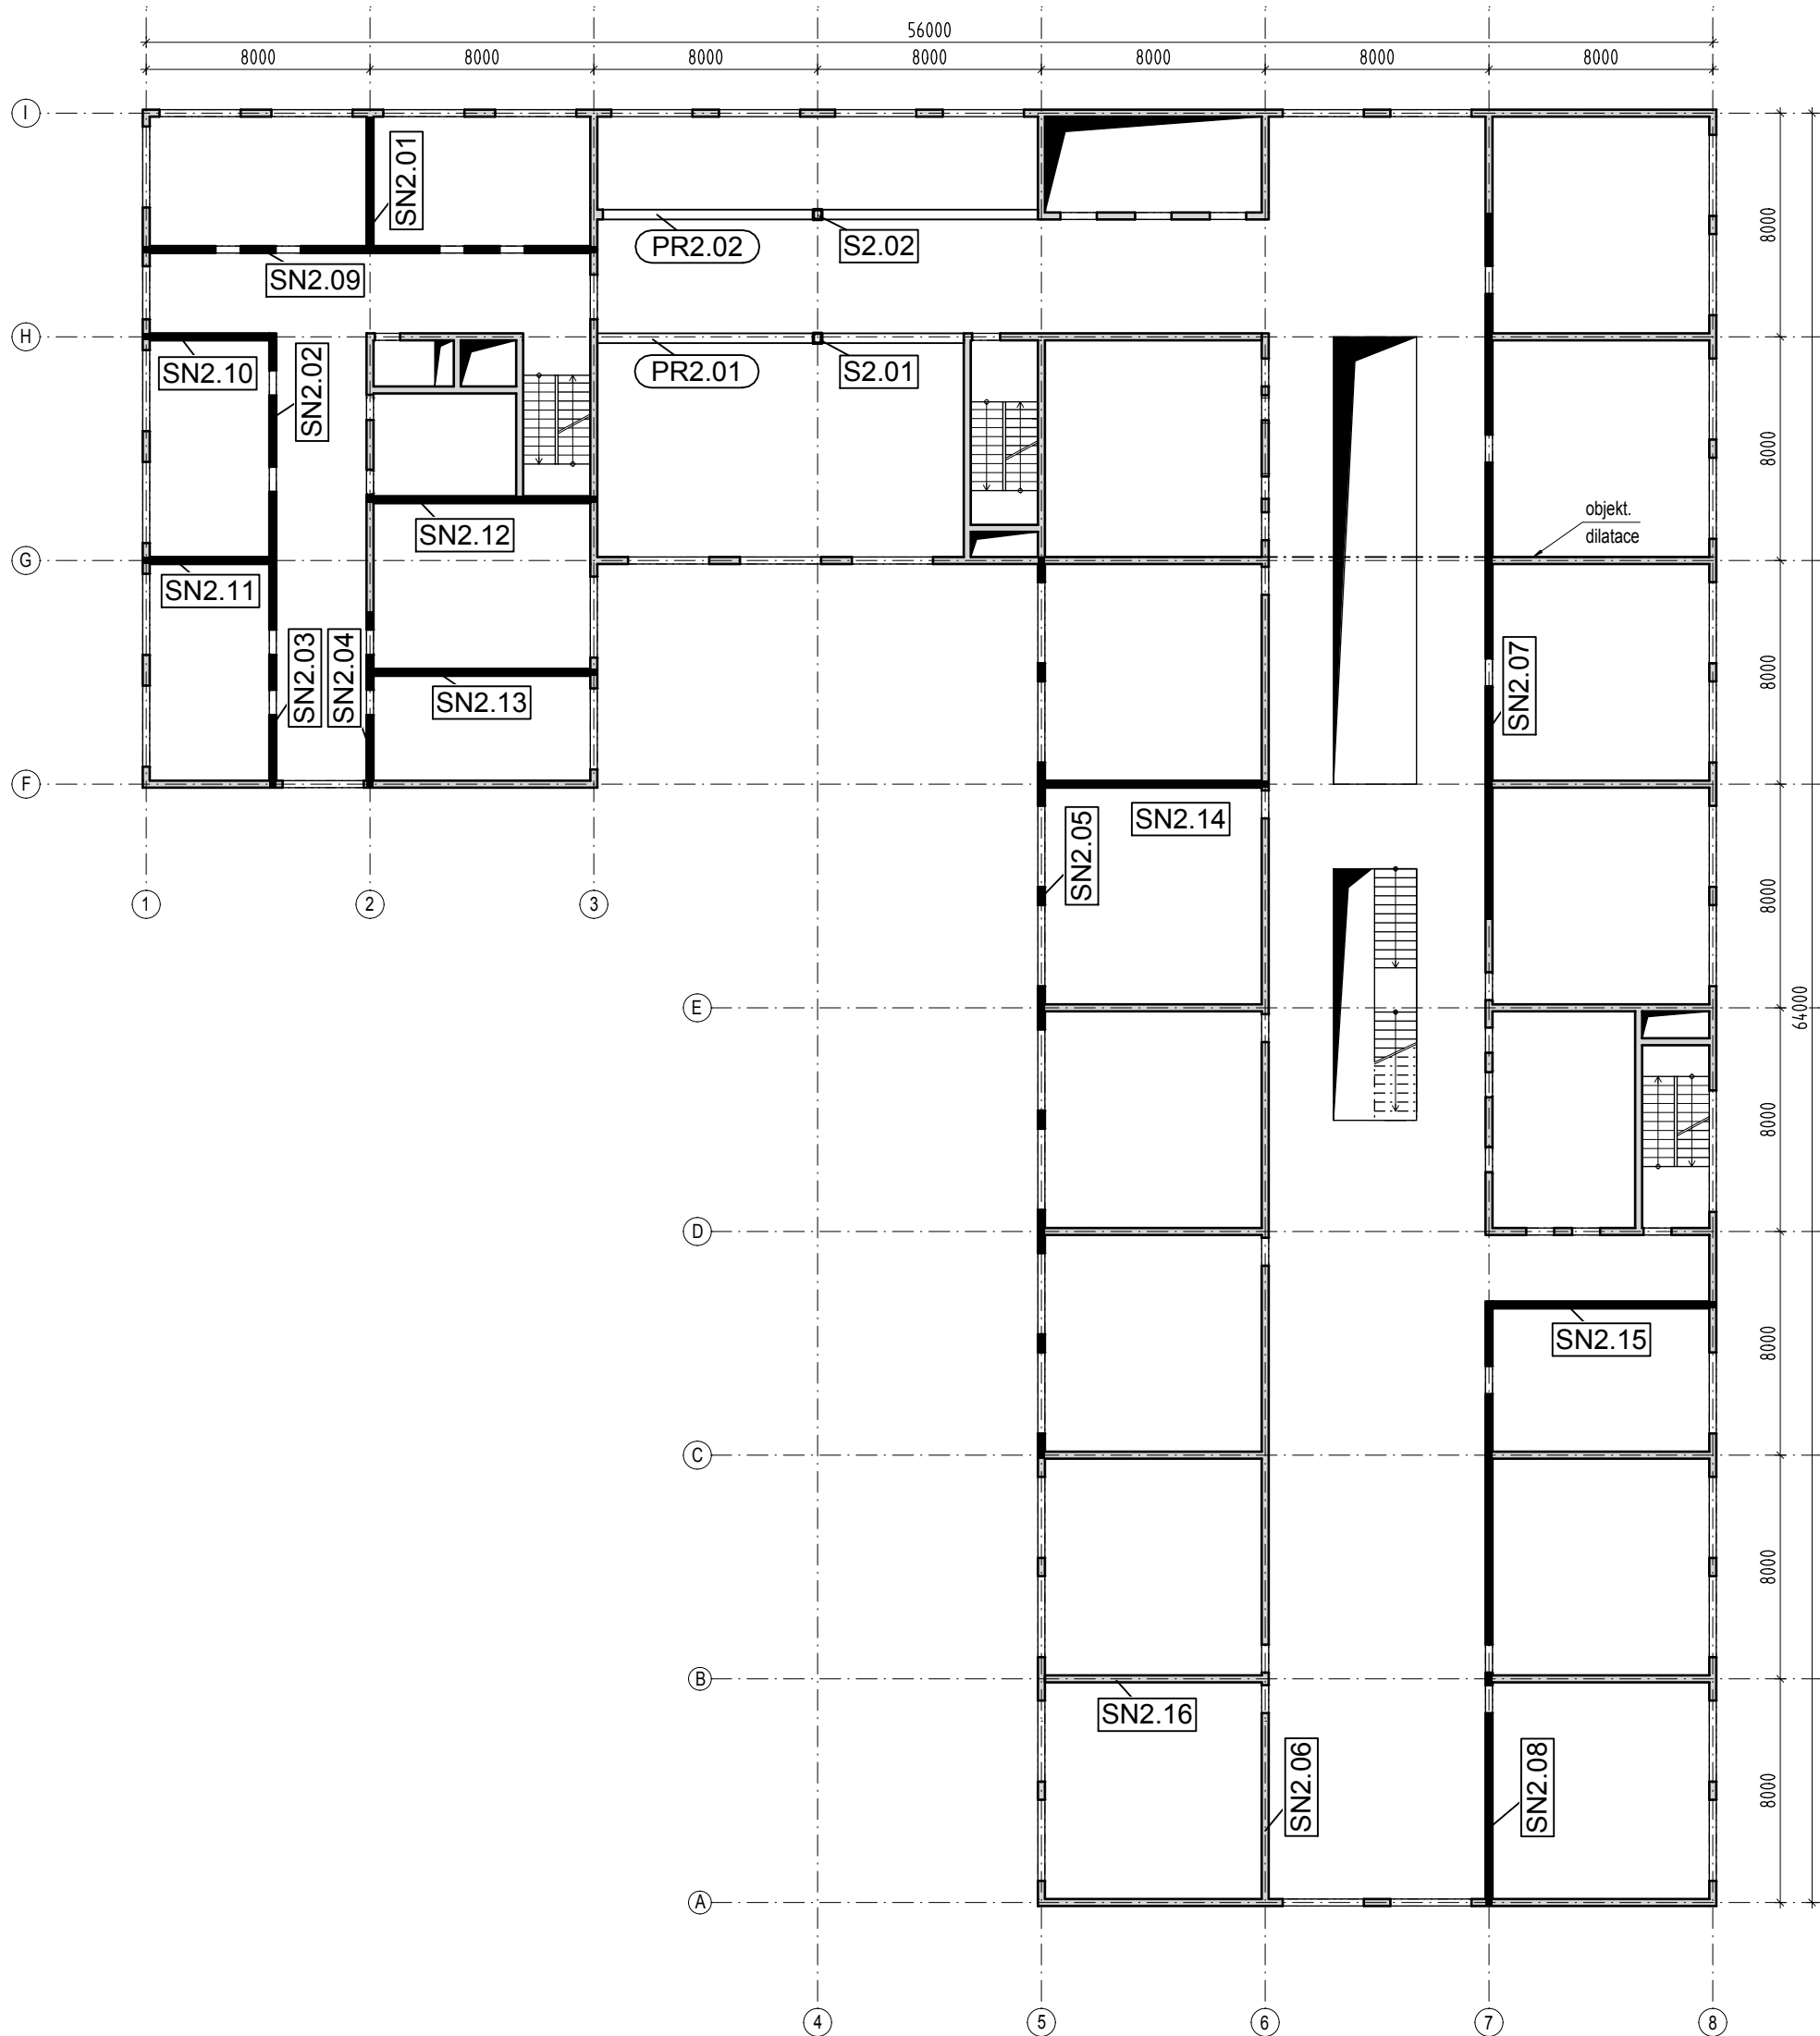 56000
8000 8000 8000 8000 8000 8000 8000
I
SN2.01
PR2.02 S2.02
SN2.09
8000
H
SN2.10 SN2.02 PR2.01 S2.01
8000
SN2.12
objekt.
dilatace
G
SN2.11
SN2.03 SN2.04 SN2.07
8000
SN2.13
F
SN2.14
SN2.05
8000
1 2 3
E
64000
8000
D
SN2.15
8000
C
8000
B
SN2.16
SN2.06 SN2.08
8000
A
4 5 6 7 8